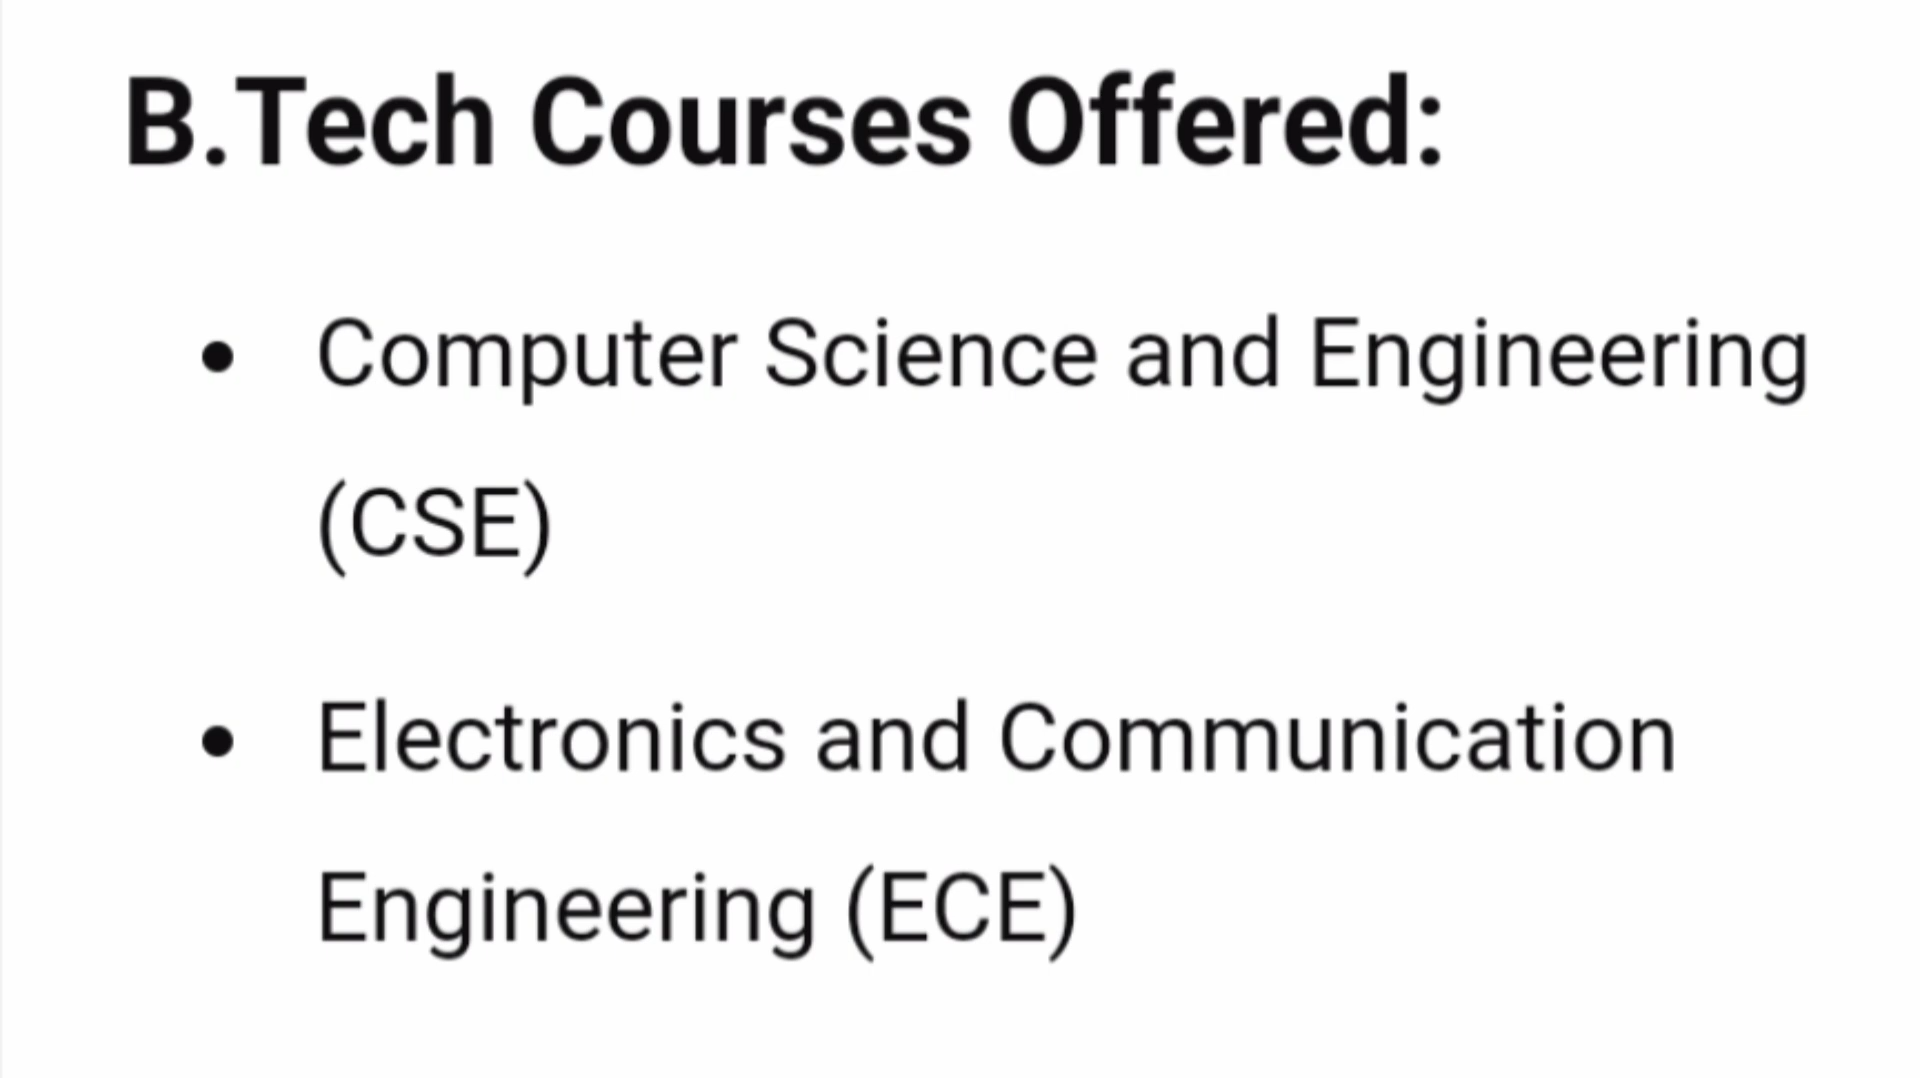 B.Tech Courses Offered:
• Computer Science and Engineering
(CSE)
• Electronics and Communication
Engineering (ECE)